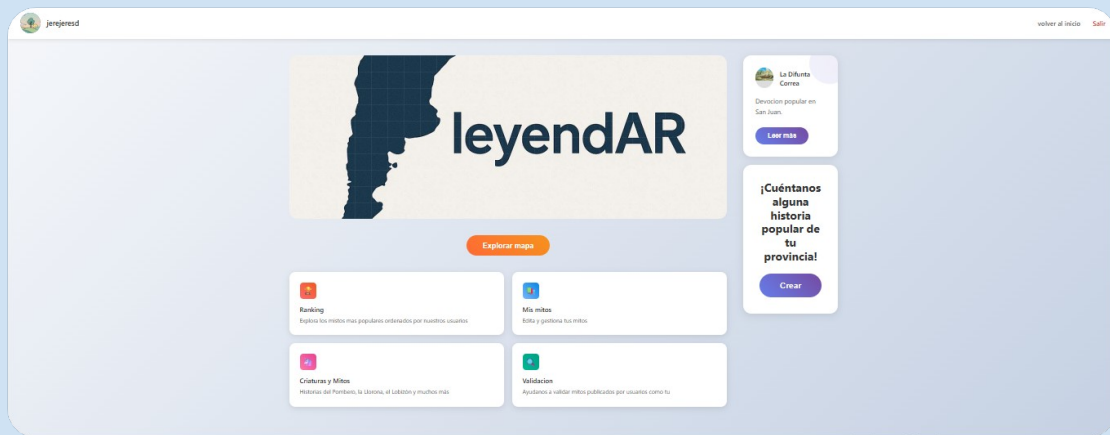 jerejeresd
volver al inicio
Salir
leyendAR
Explorar mapa
Ranking
Explora los mistos mas populares ordenados por nuestros usuarios
Mis mitos
Edita y gestiona tus mitos
Criaturas y Mitos
Historias del Pombero, la Llorona, el Lobizón y muchos más
Validacion
Ayudanos a validar mitos publicados por usuarios como tu
La Difunta
Correa
Devocion popular en
San Juan.
Leer más
¡Cuéntanos
alguna
historia
popular de
tu
provincia!
Crear